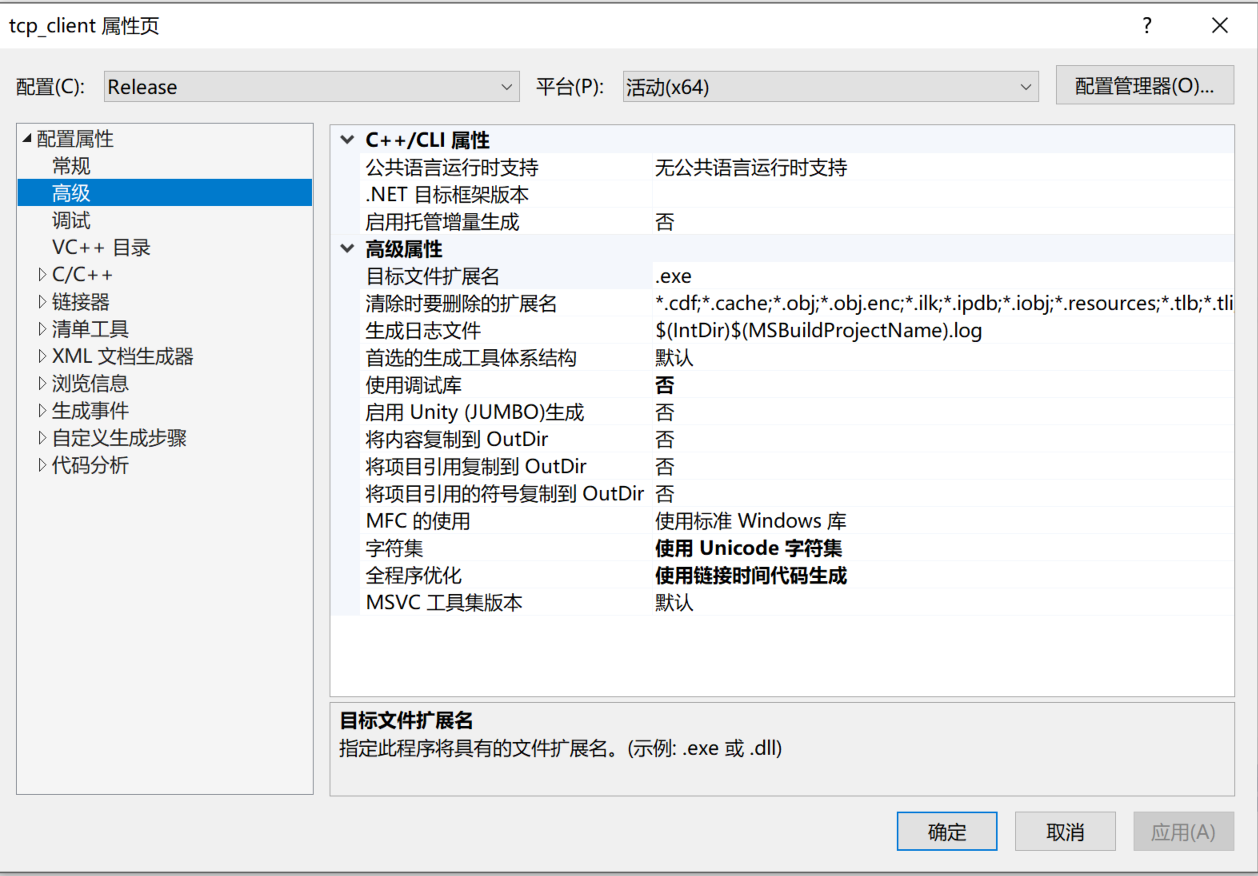 tcp_client 属性页
?
配置(C): Release 平台(P): 活动(x64) 配置管理器(O)...
配置属性
常规
高级
调试
VC++ 目录
C/C++
链接器
清单工具
XML 文档生成器
浏览信息
生成事件
自定义生成步骤
代码分析
C++/CLI 属性
公共语言运行时支持 无公共语言运行时支持
.NET 目标框架版本
启用托管增量生成 否
高级属性
目标文件扩展名 .exe
清除时要删除的扩展名 *.cdf;*.cache;*.obj;*.obj.enc;*.ilk;*.ipdb;*.iobj;*.resources;*.tlb;*.tli
生成日志文件 $(IntDir)$(MSBuildProjectName).log
首选的生成工具体系结构 默认
使用调试库 否
启用 Unity (JUMBO)生成 否
将内容复制到 OutDir 否
将项目引用复制到 OutDir 否
将项目引用的符号复制到 OutDir 否
MFC 的使用 使用标准 Windows 库
字符集 使用 Unicode 字符集
全程序优化 使用链接时间代码生成
MSVC 工具集版本 默认
目标文件扩展名
指定此程序将具有的文件扩展名。(示例: .exe 或 .dll)
确定 取消 应用(A)